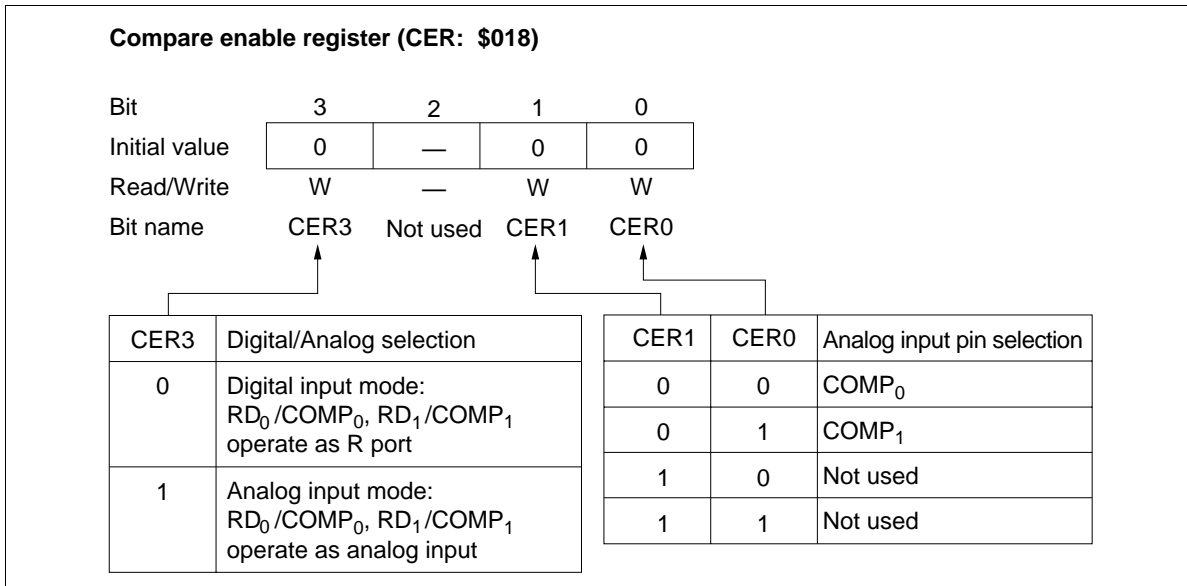 Compare enable register (CER: $018)
Bit 3 2 1 0
Initial value 0 — 0 0
Read/Write W — W W
Bit name CER3 Not used CER1 CER0
CER3 Digital/Analog selection
0 Digital input mode:
RD0/COMP0, RD1/COMP1
operate as R port
1 Analog input mode:
RD0/COMP0, RD1/COMP1
operate as analog input
CER1 CER0 Analog input pin selection
0 0 COMP0
0 1 COMP1
1 0 Not used
1 1 Not used